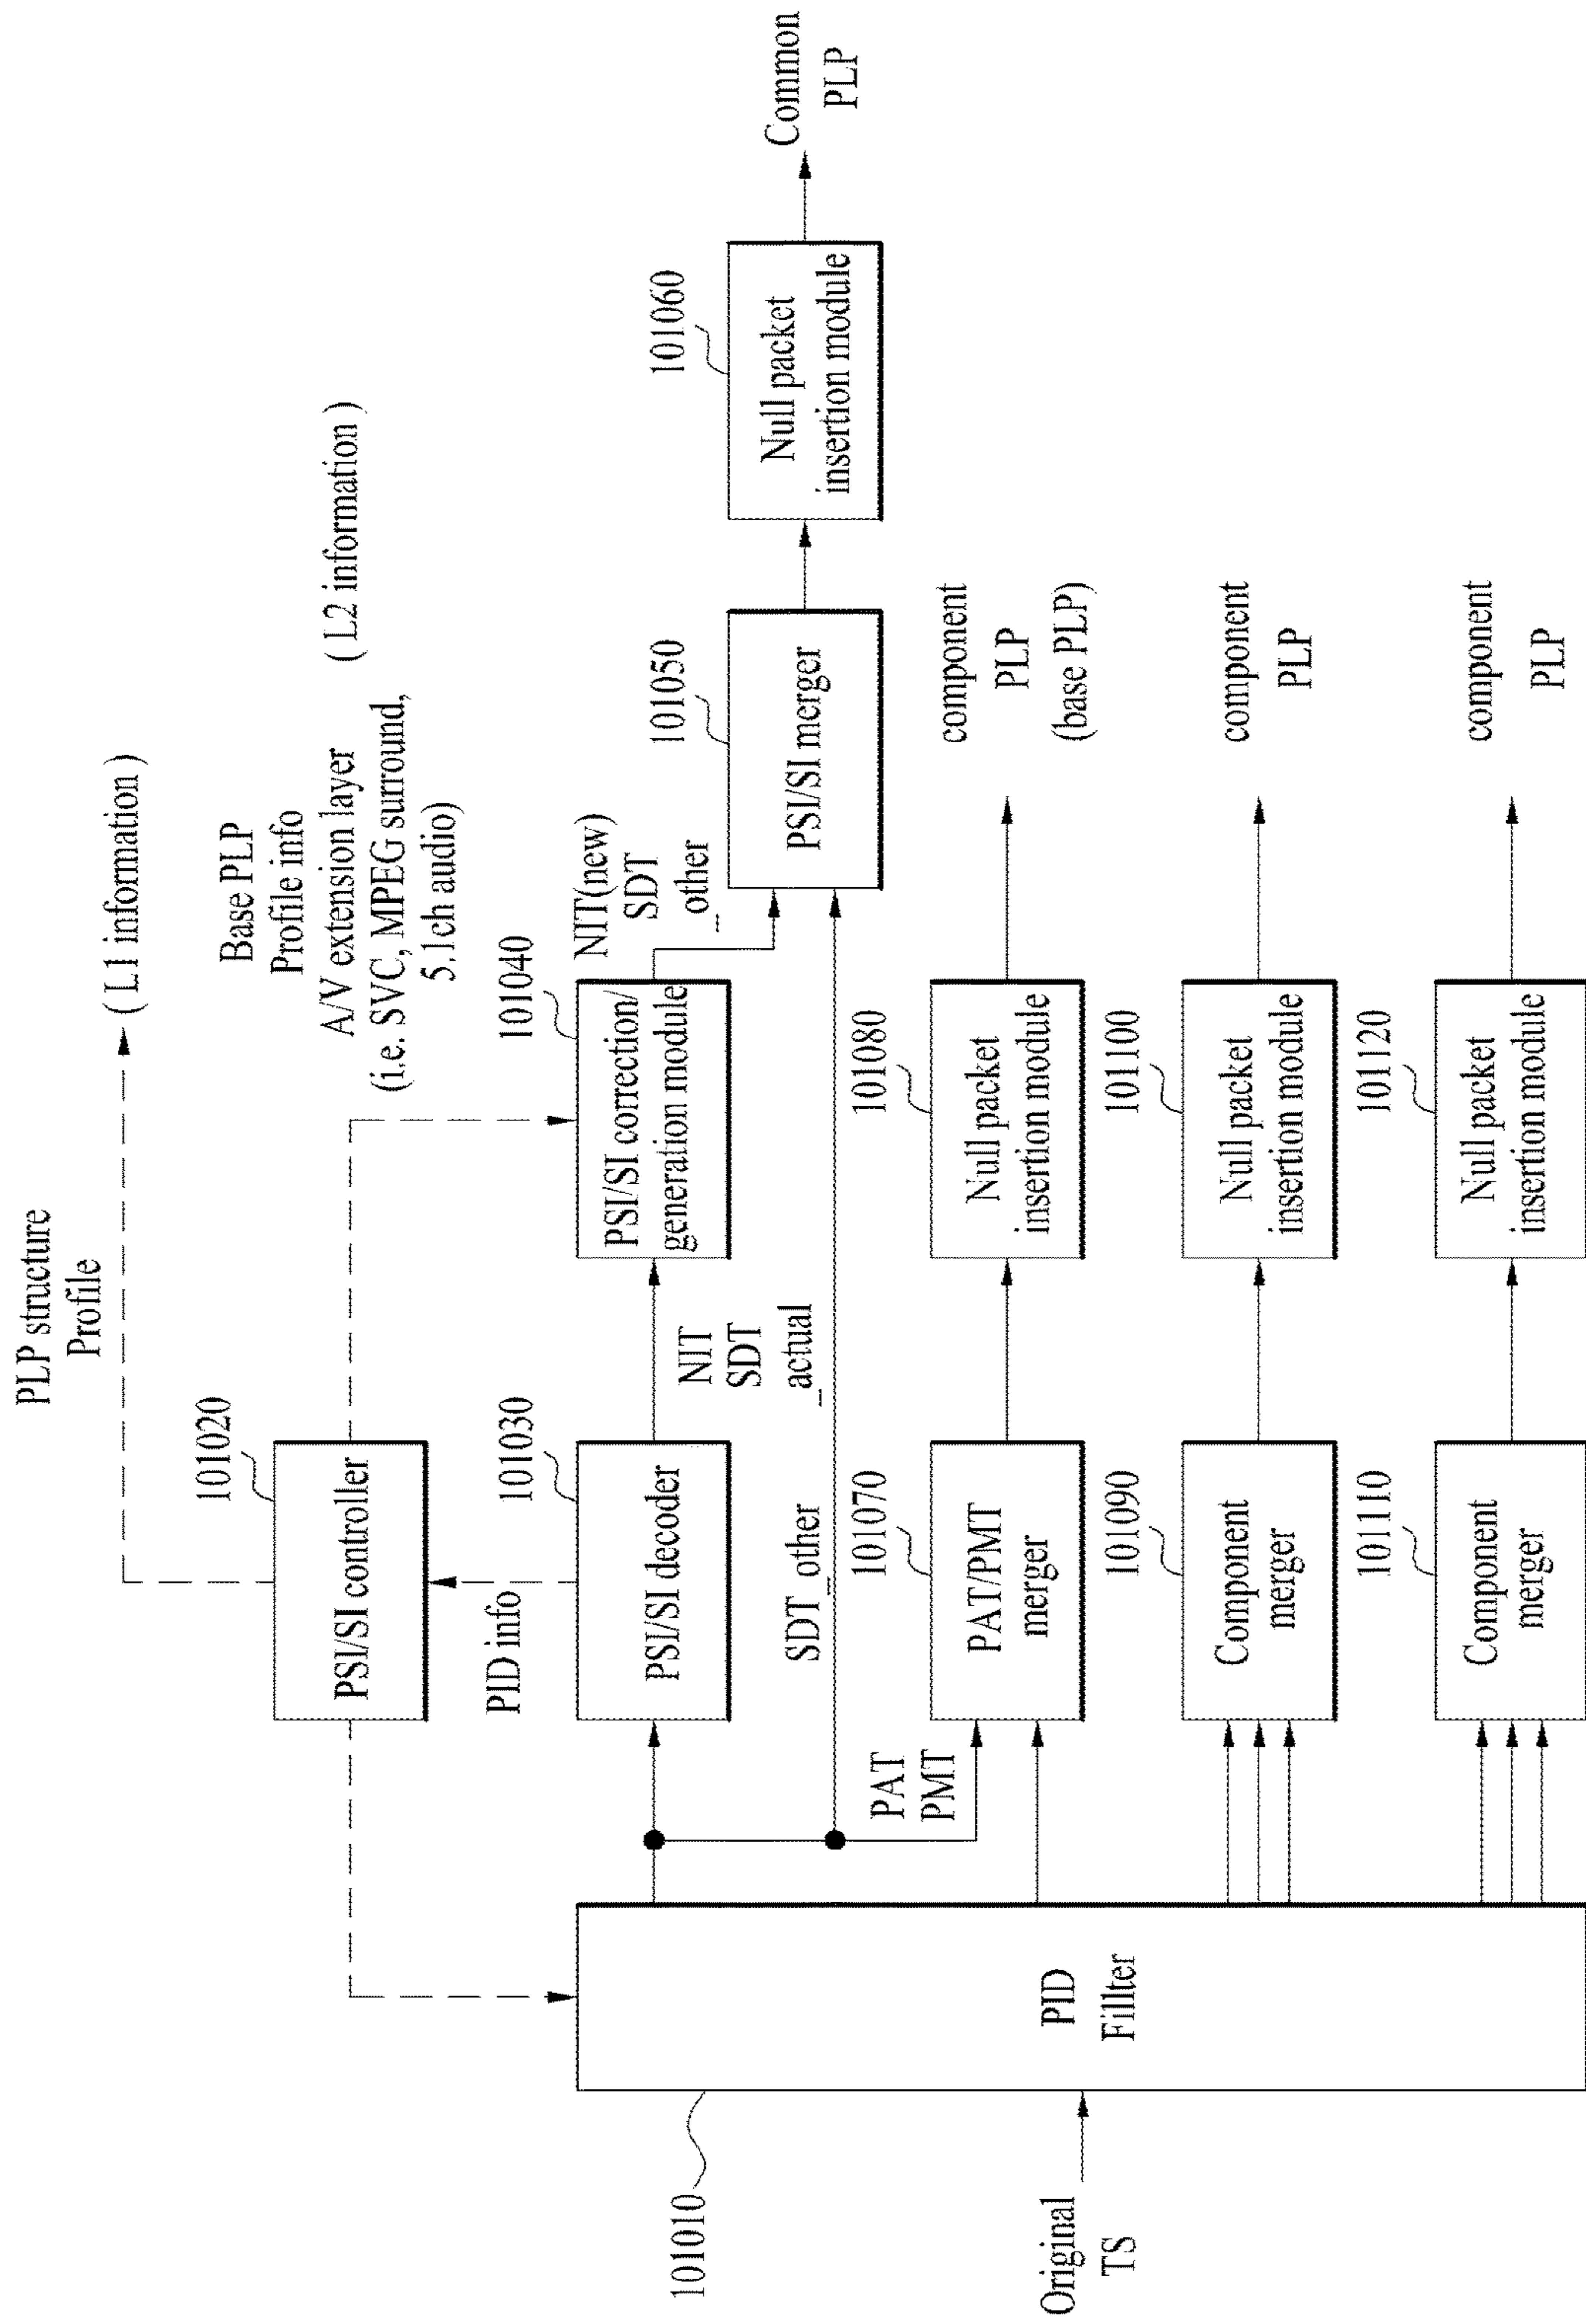 PLP structure
Profile
( L1 information )
Base PLP
Profile info
A/V extension layer
(i.e. SVC, MPEG surround,
5.1ch audio)
( L2 information )
101020
PSI/SI controller
PID info
101030
PSI/SI decoder
NIT
SDT
_actual
101040
PSI/SI correction/
generation module
NIT(new)
SDT
_other
101050
PSI/SI merger
101060
Null packet
insertion module
Common
PLP
SDT_other
PAT
PMT
101070
PAT/PMT
merger
101080
Null packet
insertion module
component
PLP
(base PLP)
101090
Component
merger
101100
Null packet
insertion module
component
PLP
101110
Component
merger
101120
Null packet
insertion module
component
PLP
101010
PID
Fillter
Original
TS